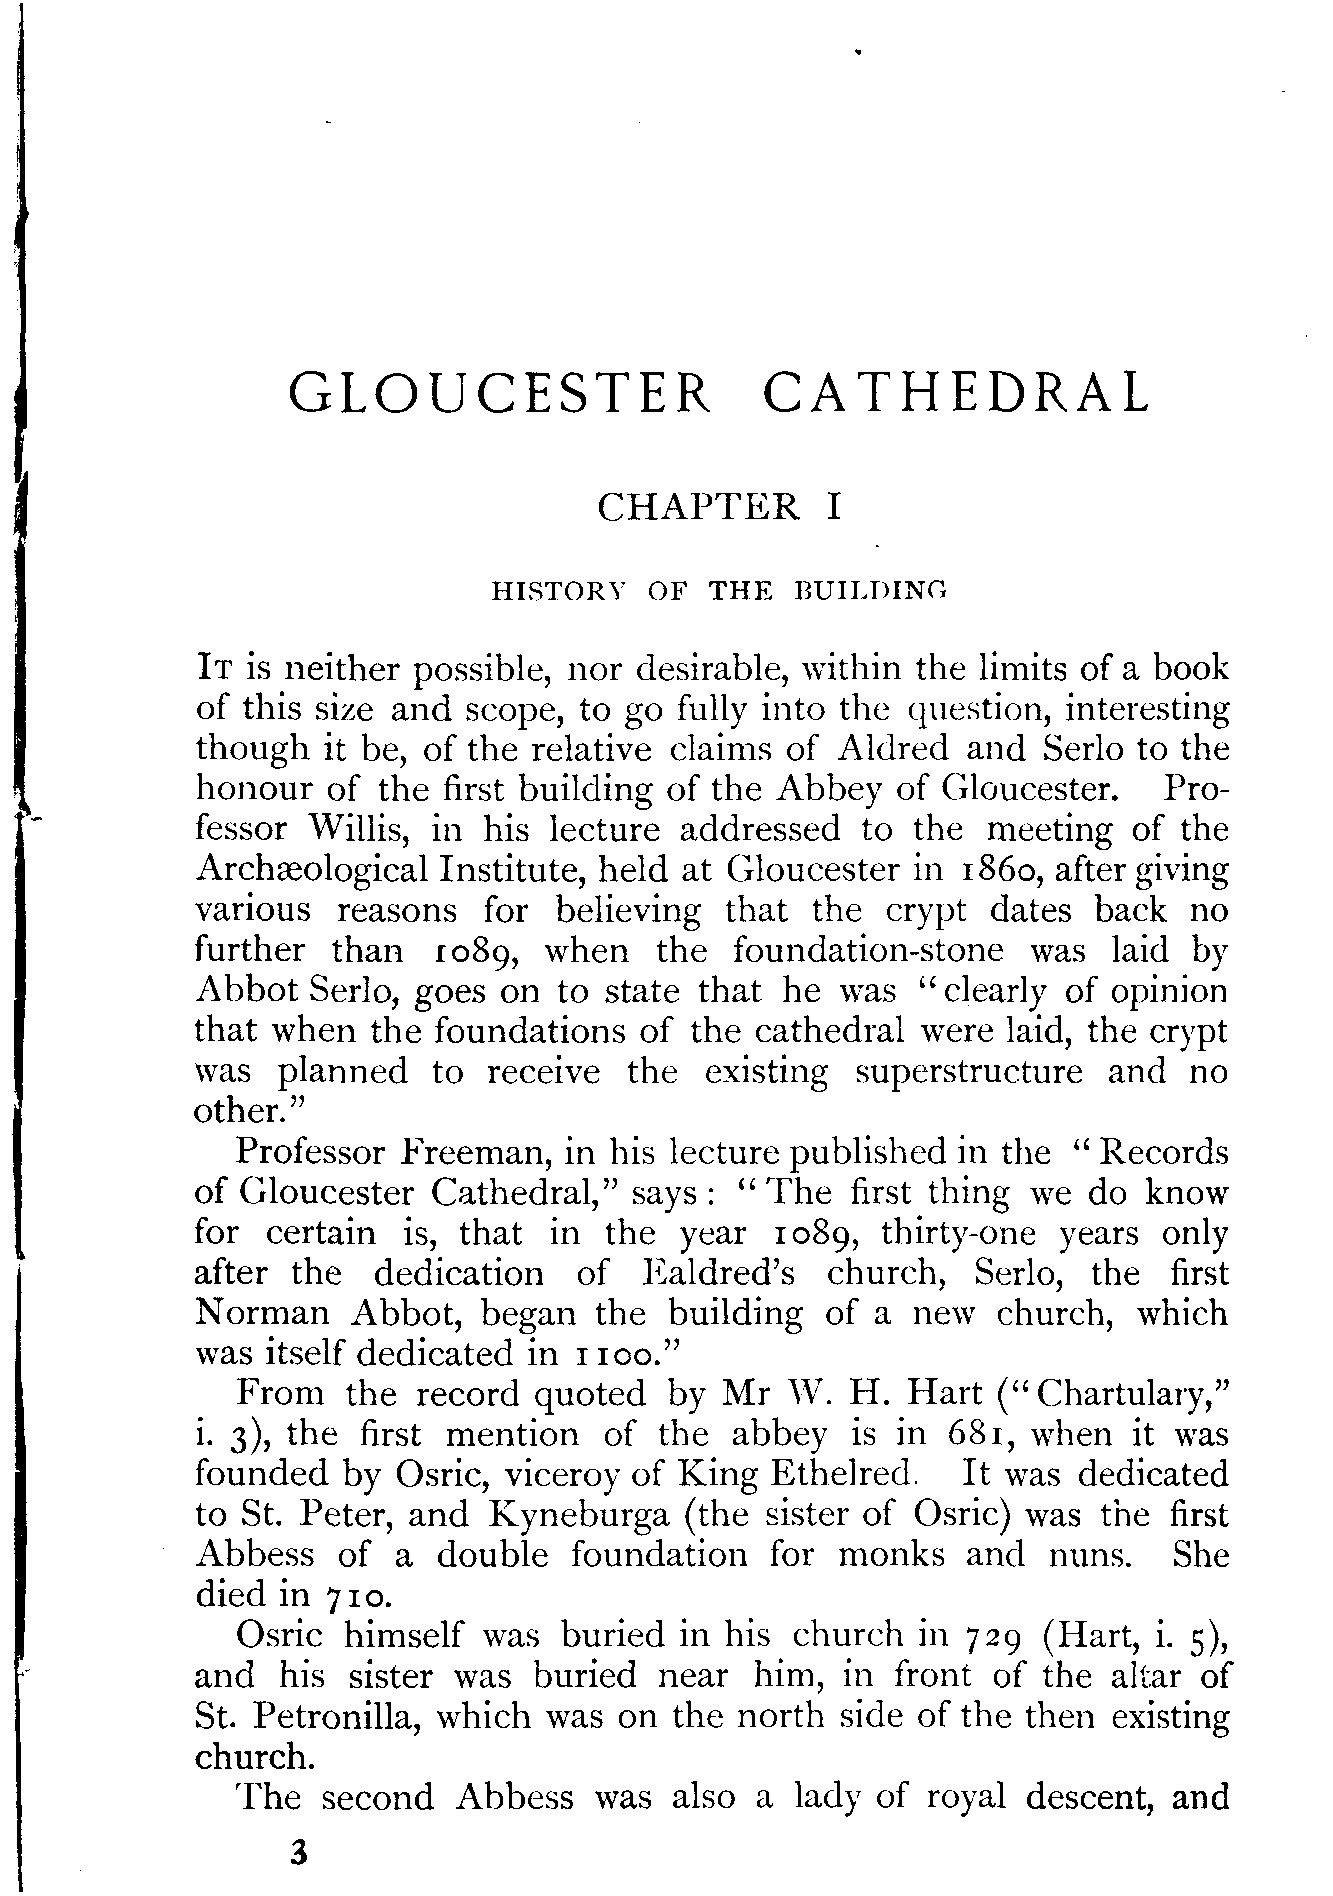 GLOUCESTER CATHEDRAL
CHAPTER I
HISTORY OF THE BUILDING
IT is neither possible, nor desirable, within the limits of a book
of this size and scope, to go fully into the question, interesting
though it be, of the relative claims of Aldred and Serlo to the
honour of the first building of the Abbey of Gloucester. Pro-
fessor Willis, in his lecture addressed to the meeting of the
Archæological Institute, held at Gloucester in 1860, after giving
various reasons for believing that the crypt dates back no
further than 1089, when the foundation-stone was laid by
Abbot Serlo, goes on to state that he was "clearly of opinion
that when the foundations of the cathedral were laid, the crypt
was planned to receive the existing superstructure and no
other."
Professor Freeman, in his lecture published in the "Records
of Gloucester Cathedral," says: "The first thing we do know
for certain is, that in the year 1089, thirty-one years only
after the dedication of Ealdred's church, Serlo, the first
Norman Abbot, began the building of a new church, which
was itself dedicated in 1100."
From the record quoted by Mr W. H. Hart ("Chartulary,"
i. 3), the first mention of the abbey is in 681, when it was
founded by Osric, viceroy of King Ethelred. It was dedicated
to St. Peter, and Kyneburga (the sister of Osric) was the first
Abbess of a double foundation for monks and nuns. She
died in 710.
Osric himself was buried in his church in 729 (Hart, i. 5),
and his sister was buried near him, in front of the altar of
St. Petronilla, which was on the north side of the then existing
church.
The second Abbess was also a lady of royal descent, and
3